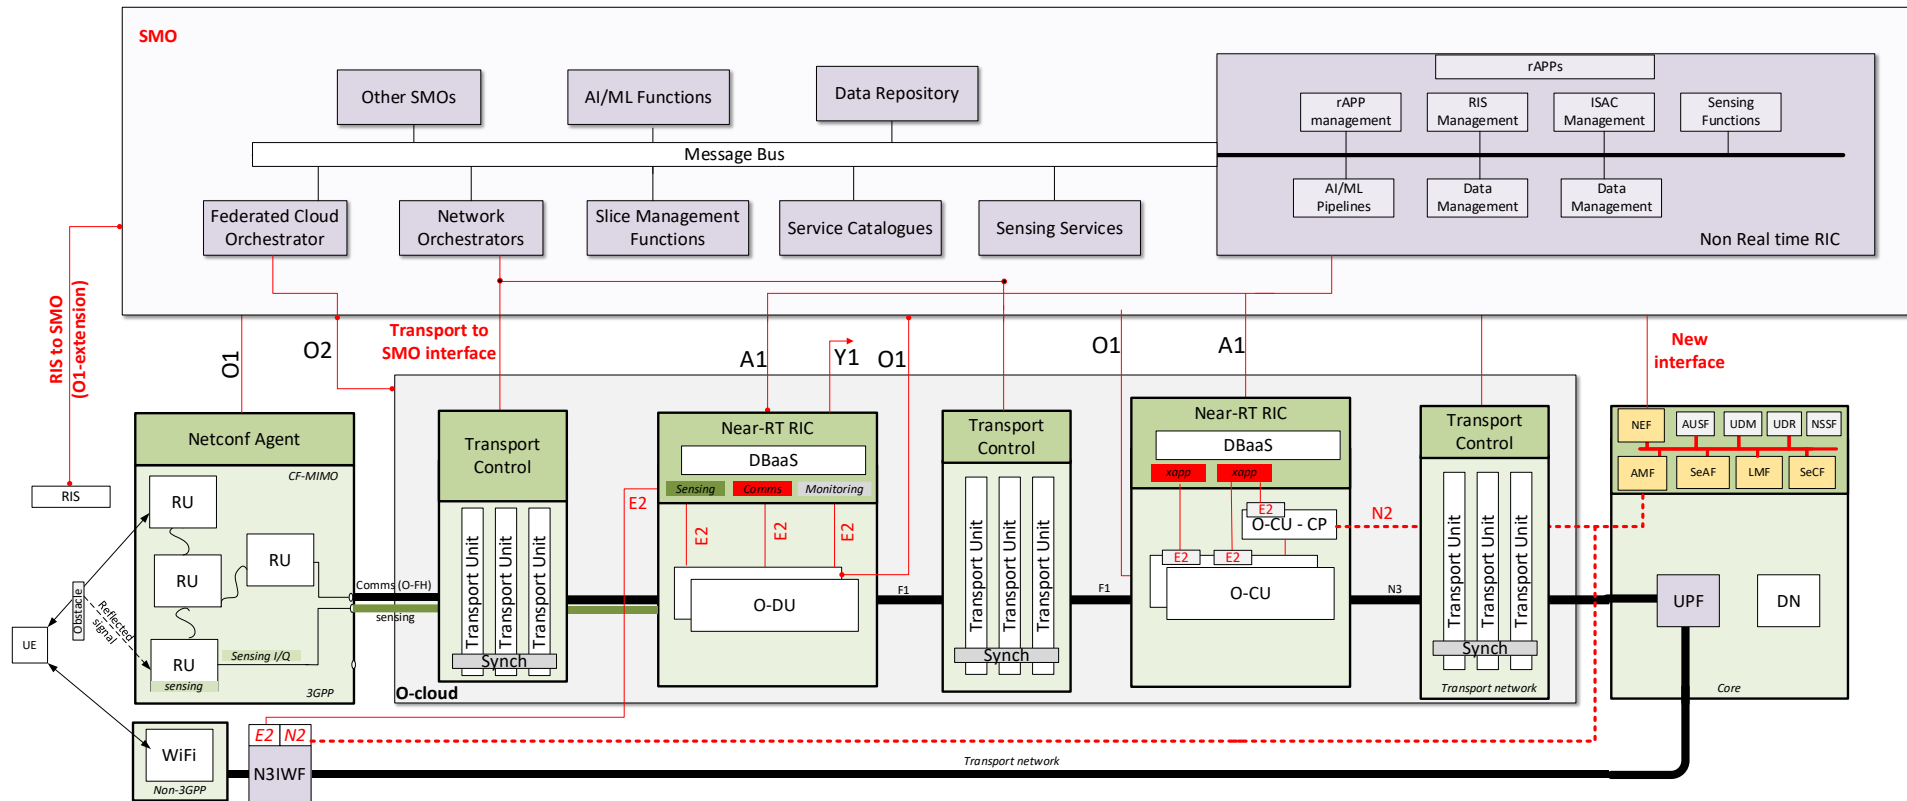 SMO
Other SMOs
AI/ML Functions
Data Repository
Message Bus
Federated Cloud
Orchestrator
Network
Orchestrators
Slice Management
Functions
Service Catalogues
Sensing Services
rAPPs
rAPP
management
RIS
Management
ISAC
Management
Sensing
Functions
AI/ML
Pipelines
Data
Management
Data
Management
Non Real time RIC
RIS to SMO
(O1-extension)
O1
O2
Transport to
SMO interface
A1
Y1
O1
O1
A1
New
interface
Netconf Agent
CF-MIMO
RU
RU
RU
RU
sensing
Sensing I/Q
3GPP
RIS
UE
Obstacle
Reflected
signal
Comms (O-FH)
sensing
O-cloud
Transport
Control
Transport Unit
Transport Unit
Transport Unit
Synch
Near-RT RIC
DBaaS
Sensing
Comms
Monitoring
E2
E2
E2
E2
O-DU
F1
Transport
Control
Transport Unit
Transport Unit
Transport Unit
Synch
F1
Near-RT RIC
DBaaS
xapp
xapp
E2
O-CU - CP
E2
E2
O-CU
N2
N3
Transport
Control
Transport Unit
Transport Unit
Transport Unit
Synch
Transport network
NEF
AUSF
UDM
UDR
NSSF
AMF
SeAF
LMF
SeCF
UPF
DN
Core
WiFi
Non-3GPP
E2
N2
N3IWF
Transport network